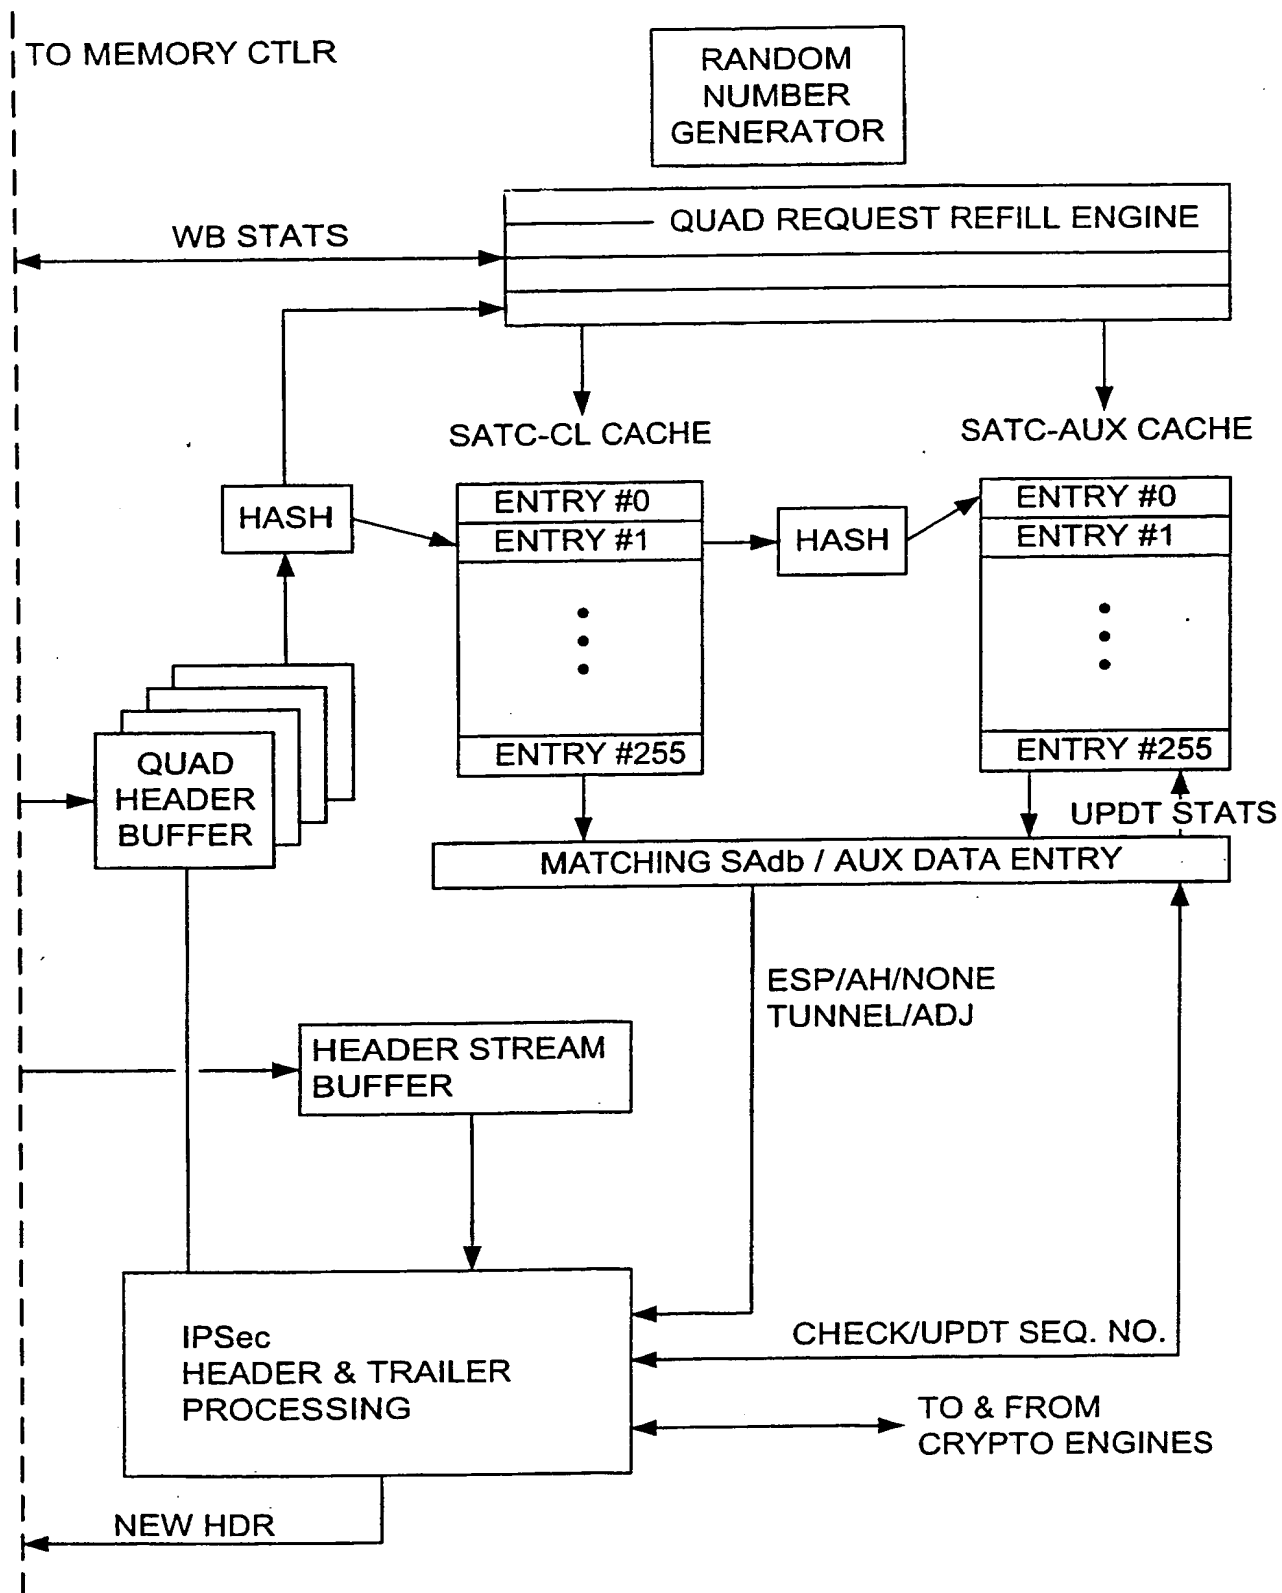 TO MEMORY CTLR
RANDOM
NUMBER
GENERATOR
QUAD REQUEST REFILL ENGINE
WB STATS
SATC-CL CACHE
SATC-AUX CACHE
HASH
ENTRY #0
ENTRY #1
ENTRY #255
HASH
ENTRY #0
ENTRY #1
ENTRY #255
QUAD
HEADER
BUFFER
UPDT STATS
MATCHING SAdb / AUX DATA ENTRY
ESP/AH/NONE
TUNNEL/ADJ
HEADER STREAM
BUFFER
IPSec
HEADER & TRAILER
PROCESSING
CHECK/UPDT SEQ. NO.
TO & FROM
CRYPTO ENGINES
NEW HDR